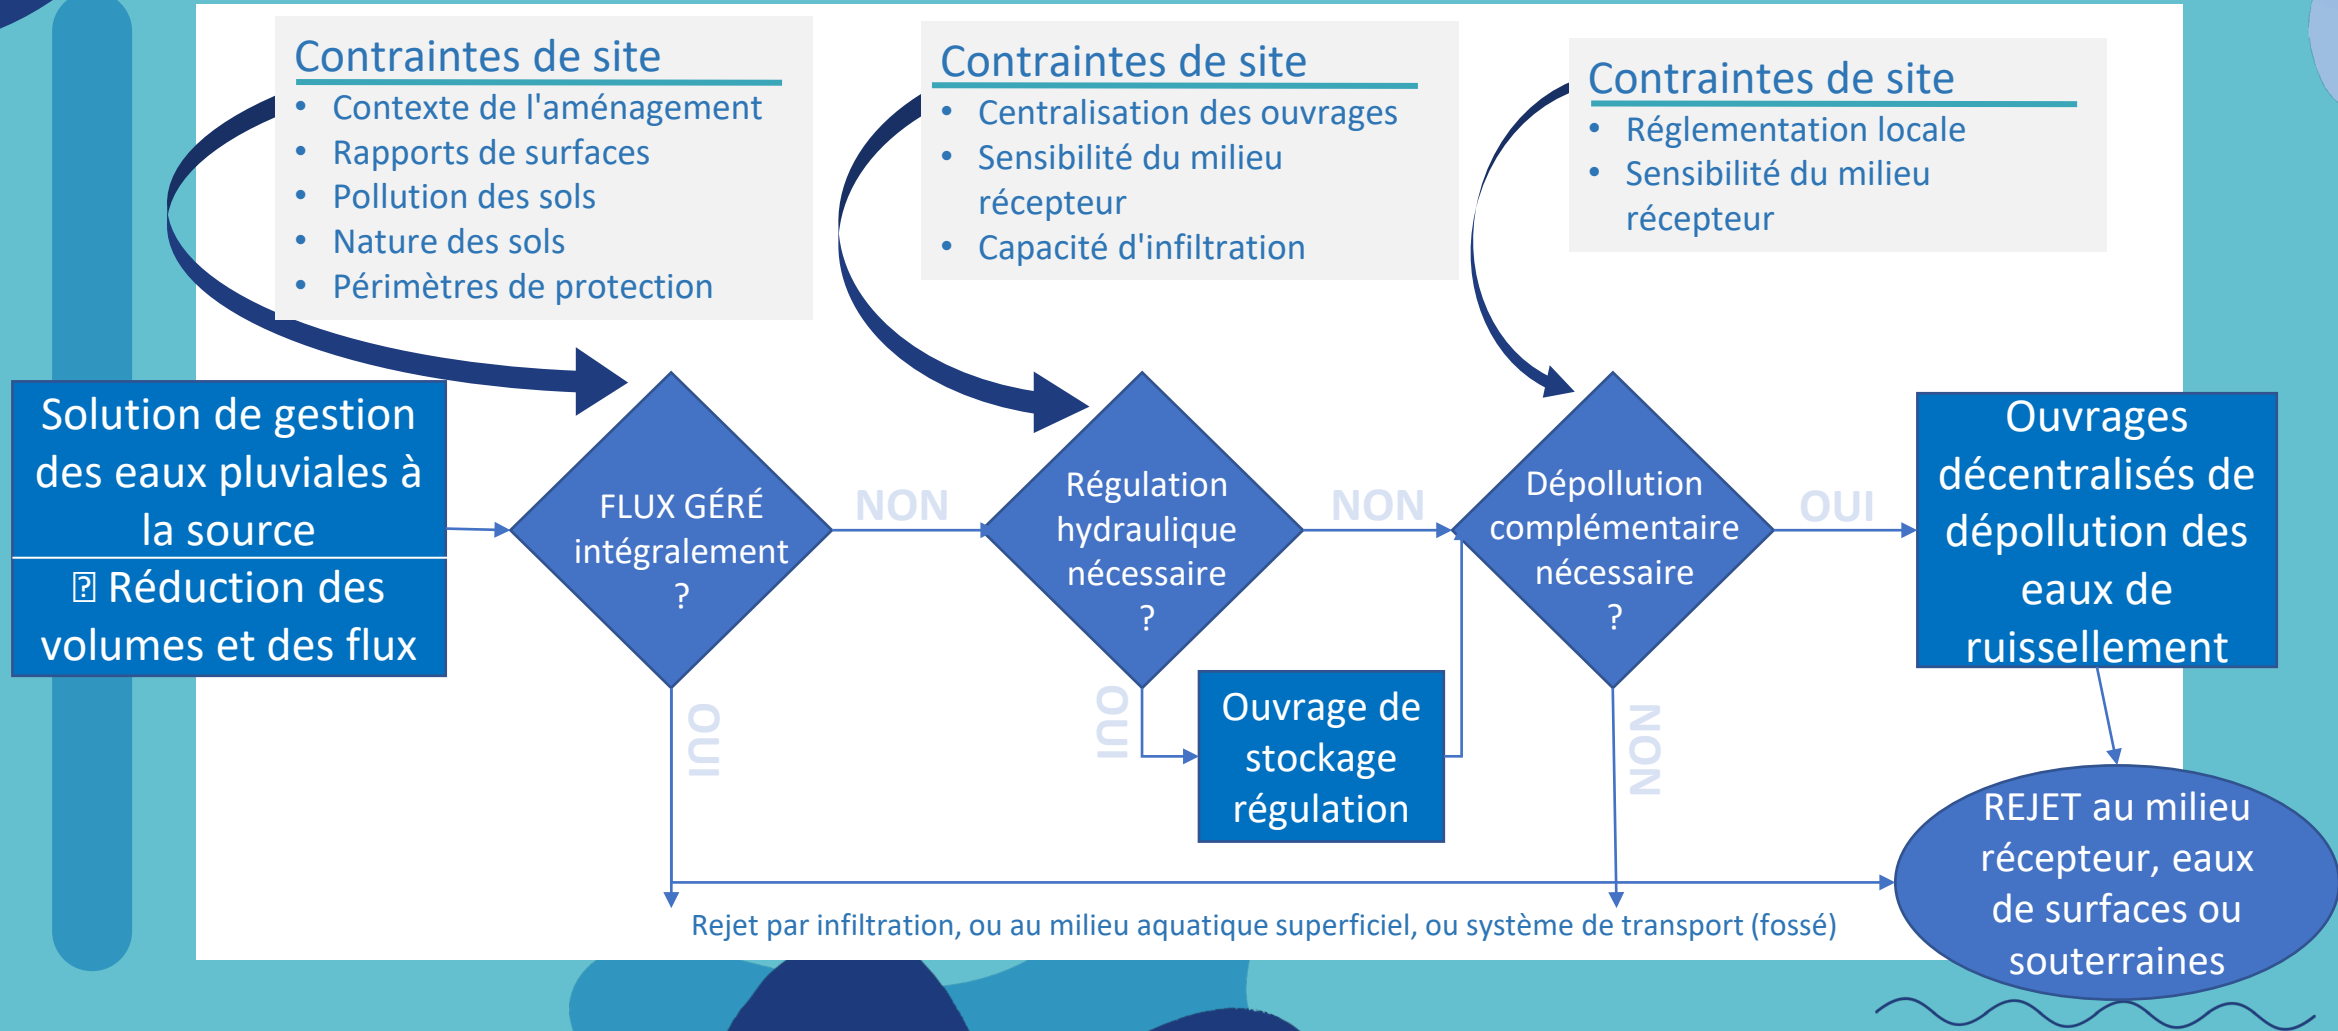 Contraintes de site
• Contexte de l'aménagement
• Rapports de surfaces
• Pollution des sols
• Nature des sols
• Périmètres de protection
Contraintes de site
• Centralisation des ouvrages
• Sensibilité du milieu
récepteur
• Capacité d'infiltration
Contraintes de site
• Réglementation locale
• Sensibilité du milieu
récepteur
Solution de gestion
des eaux pluviales à
la source
Réduction des
volumes et des flux
FLUX GÉRÉ
intégralement
?
NON
OUI
Régulation
hydraulique
nécessaire
?
NON
OUI
Ouvrage de
stockage
régulation
Dépollution
complémentaire
nécessaire
?
OUI
NON
Ouvrages
décentralisés de
dépollution des
eaux de
ruissellement
REJET au milieu
récepteur, eaux
de surfaces ou
souterraines
Rejet par infiltration, ou au milieu aquatique superficiel, ou système de transport (fossé)